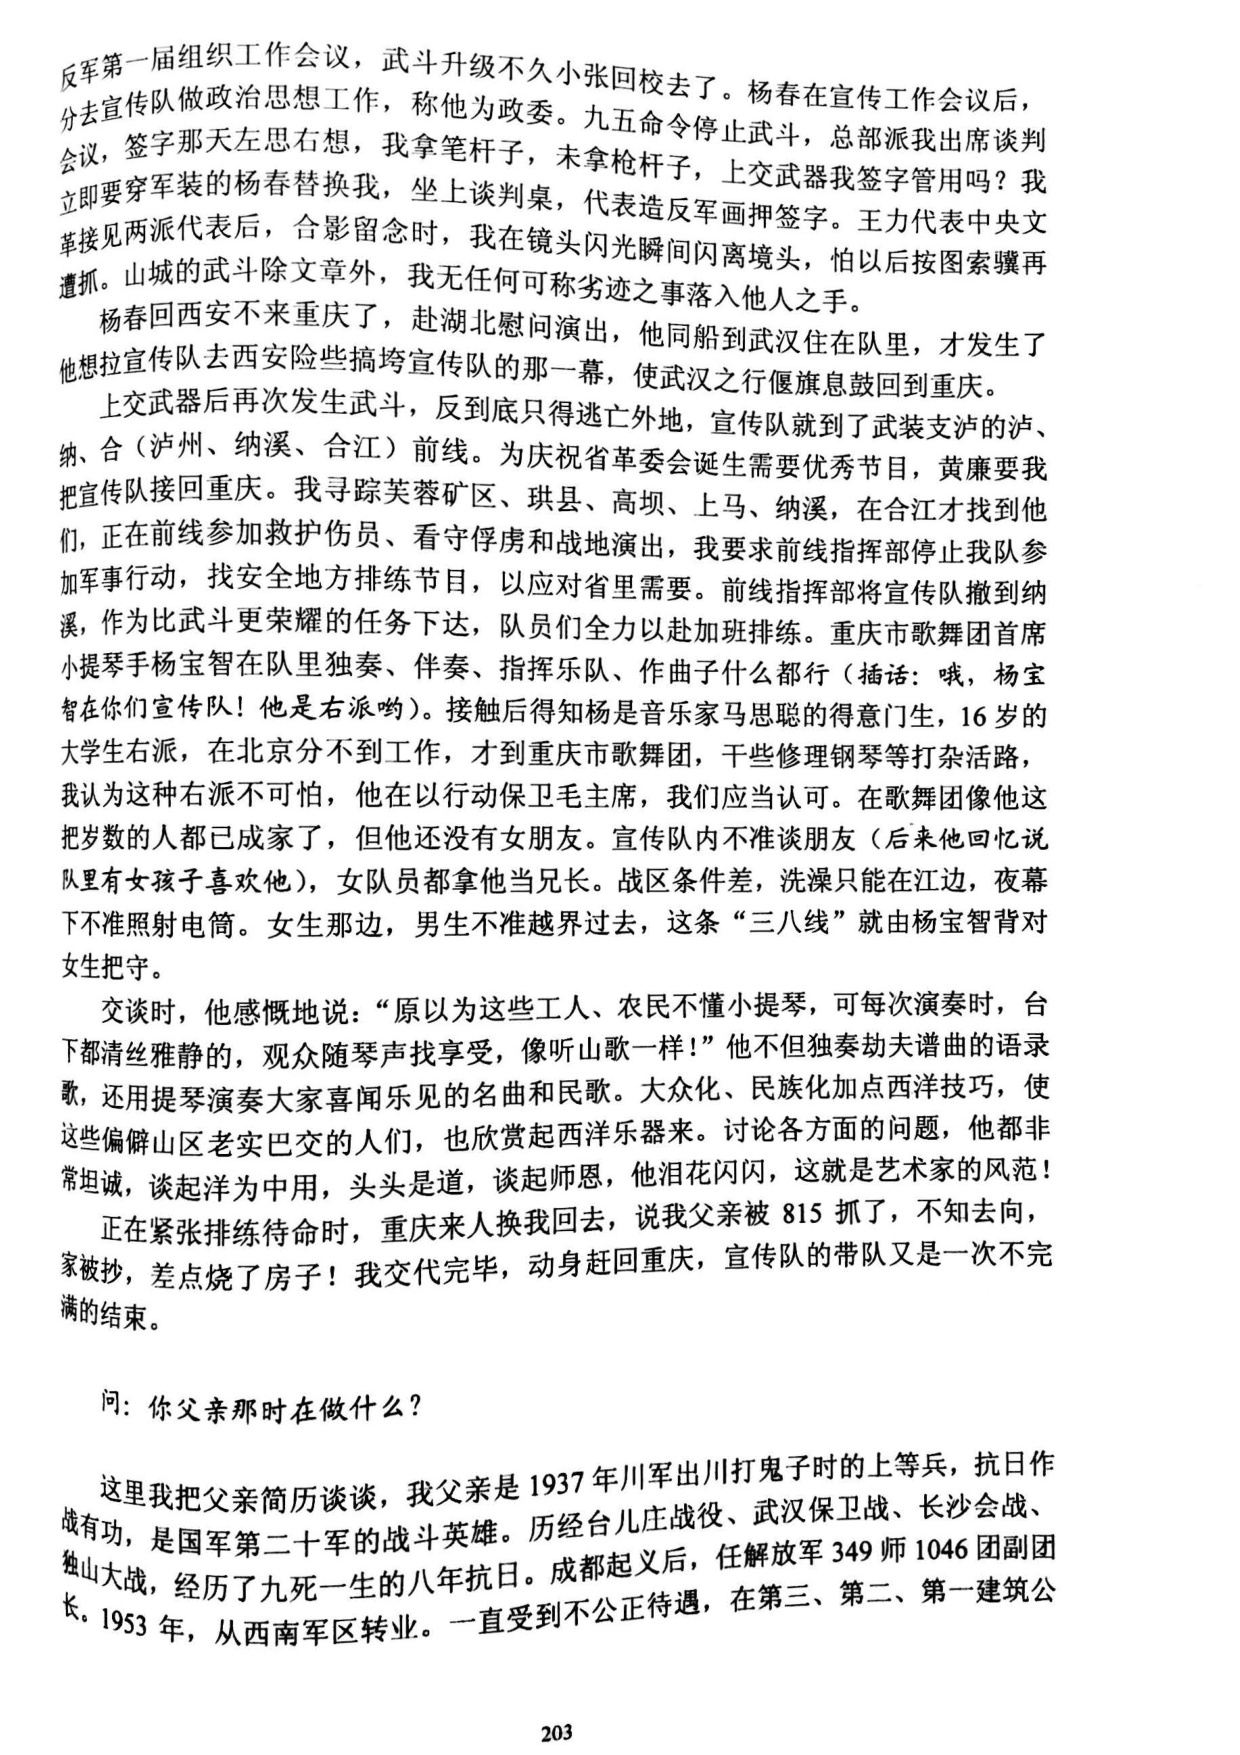 反军第一届组织工作会议，武斗升级不久小张回校去了。杨春在宣传工作会议后，
分去宣传队做政治思想工作，称他为政委。九五命令停止武斗，总部派我出席谈判
会议，签字那天左思右想，我拿笔杆子，未拿枪杆子，上交武器我签字管用吗？我
立即要穿军装的杨春替换我，坐上谈判桌，代表造反军画押签字。王力代表中央文
革接见两派代表后，合影留念时，我在镜头闪光瞬间闪离境头，怕以后按图索骥再
遭抓。山城的武斗除文章外，我无任何可称劣迹之事落入他人之手。
杨春回西安不来重庆了，赴湖北慰问演出，他同船到武汉住在队里，才发生了
他想拉宣传队去西安险些搞垮宣传队的那一幕，使武汉之行偃旗息鼓回到重庆。
上交武器后再次发生武斗，反到底只得逃亡外地，宣传队就到了武装支泸的泸、
纳、合（泸州、纳溪、合江）前线。为庆祝省革委会诞生需要优秀节目，黄廉要我
把宣传队接回重庆。我寻踪芙蓉矿区、珙县、高坝、上马、纳溪，在合江才找到他
们，正在前线参加救护伤员、看守俘虏和战地演出，我要求前线指挥部停止我队参
加军事行动，找安全地方排练节目，以应对省里需要。前线指挥部将宣传队撤到纳
溪，作为比武斗更荣耀的任务下达，队员们全力以赴加班排练。重庆市歌舞团首席
小提琴手杨宝智在队里独奏、伴奏、指挥乐队、作曲子什么都行（插话：哦，杨宝
智在你们宣传队！他是右派哟）。接触后得知杨是音乐家马思聪的得意门生，16 岁的
大学生右派，在北京分不到工作，才到重庆市歌舞团，干些修理钢琴等打杂活路，
我认为这种右派不可怕，他在以行动保卫毛主席，我们应当认可。在歌舞团像他这
把岁数的人都已成家了，但他还没有女朋友。宣传队内不准谈朋友（后来他回忆说
队里有女孩子喜欢他），女队员都拿他当兄长。战区条件差，洗澡只能在江边，夜幕
下不准照射电筒。女生那边，男生不准越界过去，这条“三八线”就由杨宝智背对
女生把守。
交谈时，他感慨地说：“原以为这些工人、农民不懂小提琴，可每次演奏时，台
下都清丝雅静的，观众随琴声找享受，像听山歌一样！”他不但独奏劫夫谱曲的语录
歌，还用提琴演奏大家喜闻乐见的名曲和民歌。大众化、民族化加点西洋技巧，使
这些偏僻山区老实巴交的人们，也欣赏起西洋乐器来。讨论各方面的问题，他都非
常坦诚，谈起洋为中用，头头是道，谈起师恩，他泪花闪闪，这就是艺术家的风范！
正在紧张排练待命时，重庆来人换我回去，说我父亲被 815 抓了，不知去向，
家被抄，差点烧了房子！我交代完毕，动身赶回重庆，宣传队的带队又是一次不完
满的结束。
问：你父亲那时在做什么？
这里我把父亲简历谈谈，我父亲是 1937 年川军出川打鬼子时的上等兵，抗日作
战有功，是国军第二十军的战斗英雄。历经台儿庄战役、武汉保卫战、长沙会战、
独山大战，经历了九死一生的八年抗日。成都起义后，任解放军 349 师 1046 团副团
长。1953 年，从西南军区转业。一直受到不公正待遇，在第三、第二、第一建筑公
203